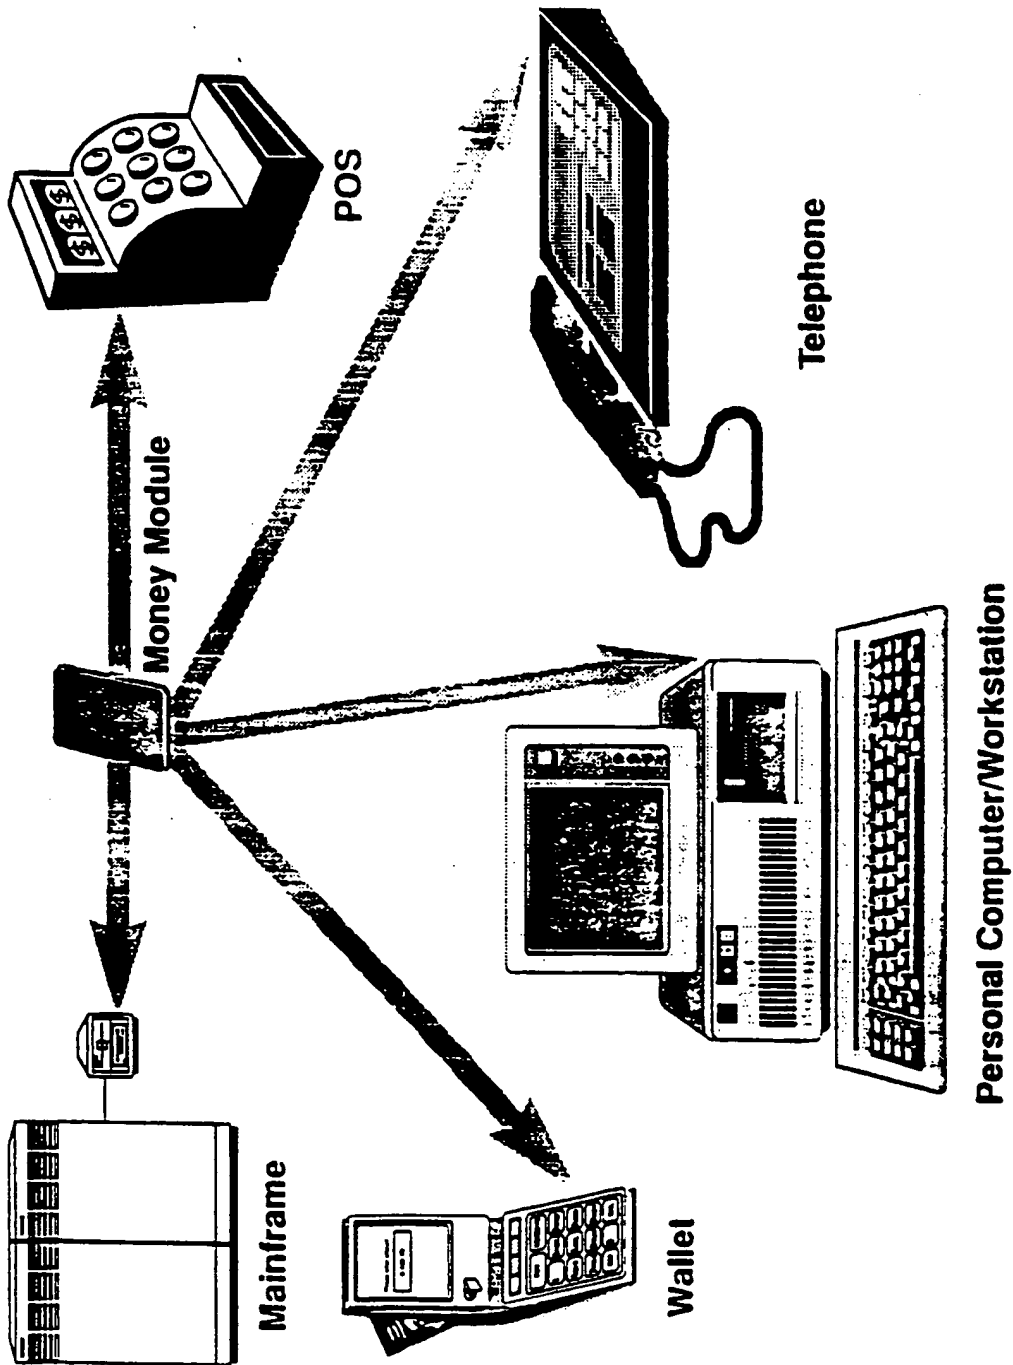 Mainframe
Money Module
POS
$$$
Wallet
Personal Computer/Workstation
Telephone